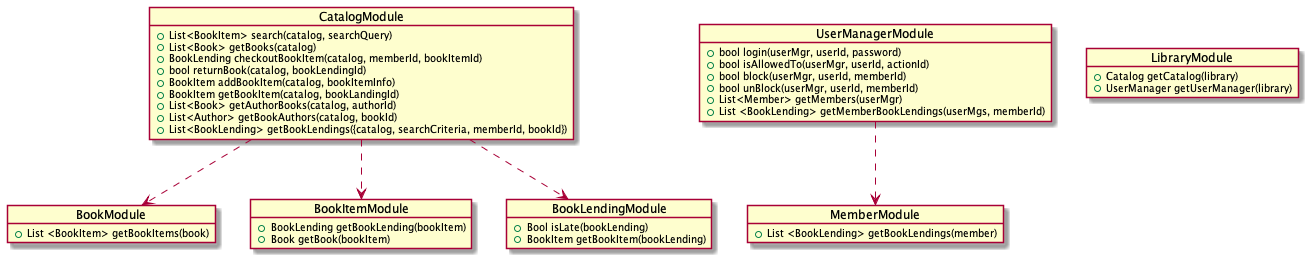 CatalogModule
List<BookItem> search(catalog, searchQuery)
List<Book> getBooks(catalog)
BookLending checkoutBookItem(catalog, memberId, bookItemId)
bool returnBook(catalog, bookLendingId)
BookItem addBookItem(catalog, bookItemInfo)
BookItem getBookItem(catalog, bookLandingId)
List<Book> getAuthorBooks(catalog, authorId)
List<Author> getBookAuthors(catalog, bookId)
List<BookLending> getBookLendings({catalog, searchCriteria, memberId, bookId})
UserManagerModule
bool login(userMgr, userId, password)
bool isAllowedTo(userMgr, userId, actionId)
bool block(userMgr, userId, memberId)
bool unBlock(userMgr, userId, memberId)
List<Member> getMembers(userMgr)
List <BookLending> getMemberBookLendings(userMgs, memberId)
LibraryModule
Catalog getCatalog(library)
UserManager getUserManager(library)
BookModule
List <BookItem> getBookItems(book)
BookItemModule
BookLending getBookLending(bookItem)
Book getBook(bookItem)
BookLendingModule
Bool isLate(bookLending)
BookItem getBookItem(bookLending)
MemberModule
List <BookLending> getBookLendings(member)